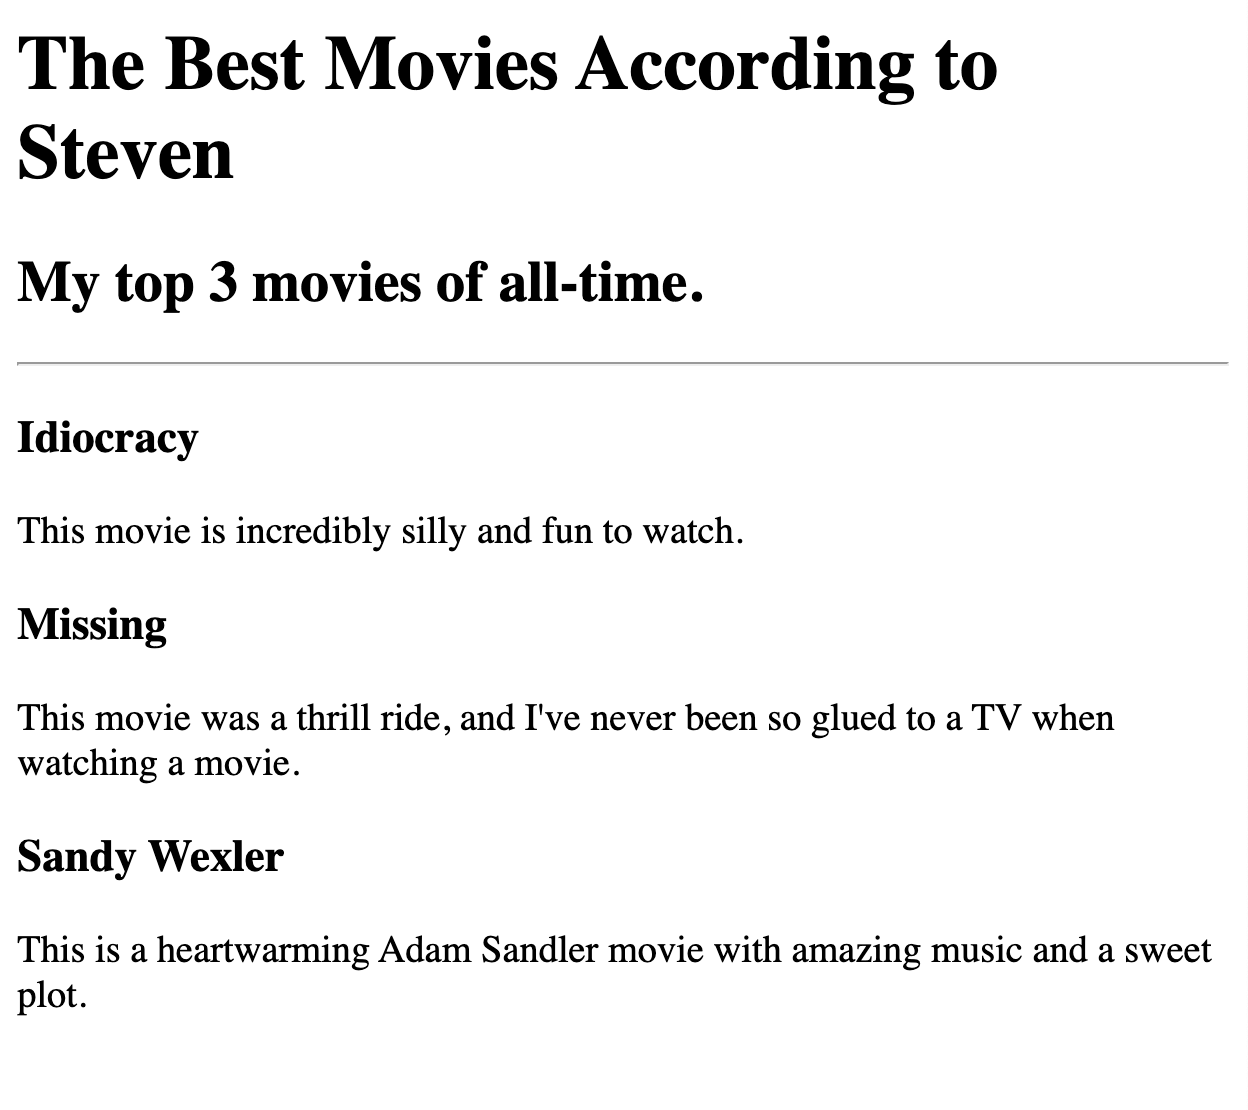 The Best Movies According to
Steven
My top 3 movies of all-time.
Idiocracy
This movie is incredibly silly and fun to watch.
Missing
This movie was a thrill ride, and I've never been so glued to a TV when
watching a movie.
Sandy Wexler
This is a heartwarming Adam Sandler movie with amazing music and a sweet
plot.